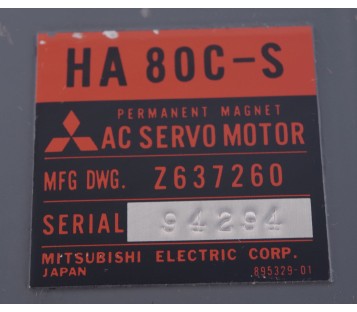 HA 80C-S
PERMANENT MAGNET
AC SERVO MOTOR
MFG DWG. Z637260
SERIAL 94294
MITSUBISHI ELECTRIC CORP.
JAPAN 895329-01